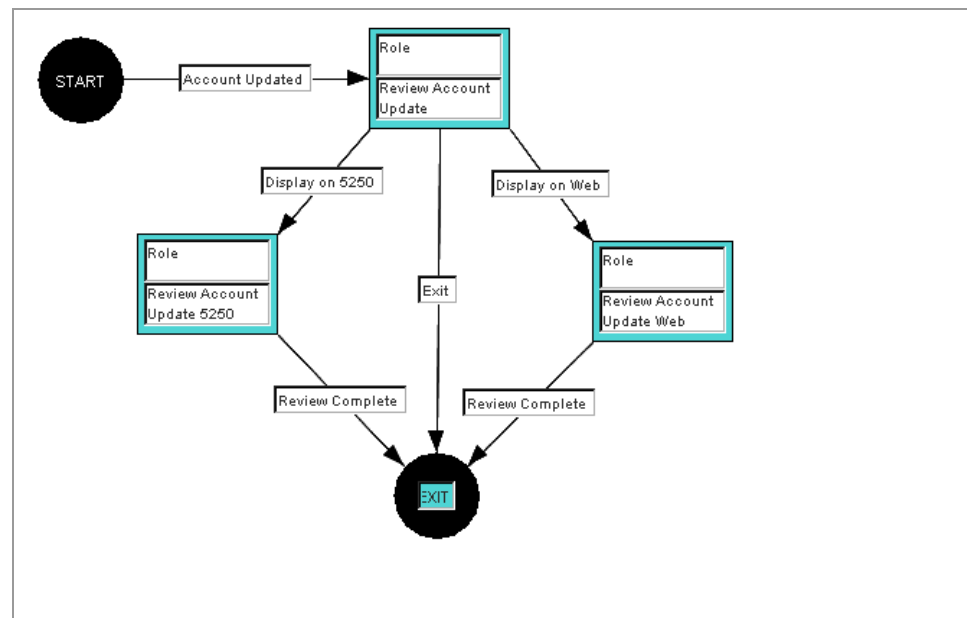 START
Account Updated
Role
Review Account
Update
Display on 5250
Display on Web
Role
Review Account
Update 5250
Exit
Role
Review Account
Update Web
Review Complete
Review Complete
EXIT